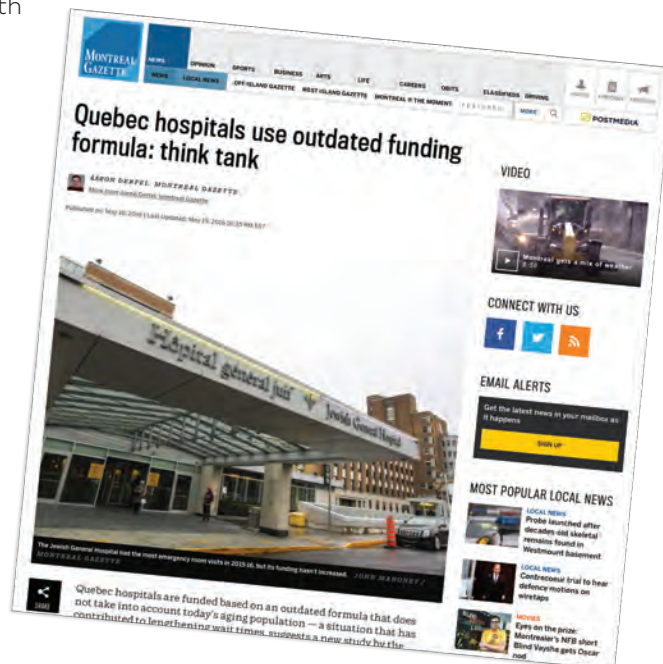 th
MONTREAL
GAZETTE
NEWS OPINION SPORTS BUSINESS ARTS LIFE CAREERS OBITS CLASSIFIEDS DRIVING
NEWS LOCAL NEWS OFF-ISLAND GAZETTE WEST ISLAND GAZETTE MONTREAL @ THE MOMENT MORE
POSTMEDIA
Quebec hospitals use outdated funding
formula: think tank
MONTREAL GAZETTE
Hôpital général juif Jewish General Hospital
The Jewish General Hospital had the most emergency room visits in 2015-16, but its funding hasn't increased. JOHN MAHONEY /
MONTREAL GAZETTE
SHARE
Quebec hospitals are funded based on an outdated formula that does
not take into account today's aging population — a situation that has
contributed to lengthening wait times, suggests a new study by the
VIDEO
Montreal gets a mix of weather
CONNECT WITH US
EMAIL ALERTS
Get the latest news in your mailbox as
it happens
SIGN UP
MOST POPULAR LOCAL NEWS
LOCAL NEWS
Probe launched after
decades-old skeletal
remains found in
Westmount basement
LOCAL NEWS
Contrecoeur trial to hear
defence motions on
wiretaps
MOVIES
Eyes on the prize:
Montrealer's NFB short
Blind Vaysha gets Oscar
nod